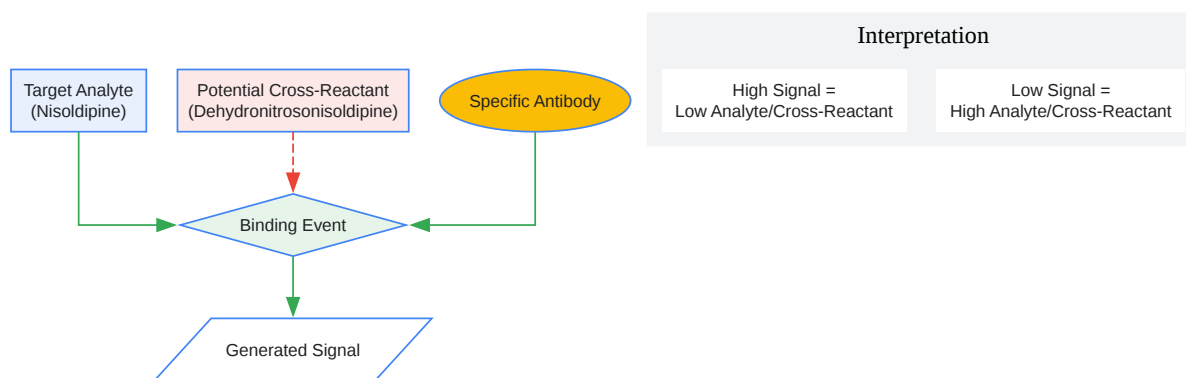 Interpretation
Target Analyte
(Nisoldipine)
Potential Cross-Reactant
(Dehydronitrosonisoldipine)
Specific Antibody
High Signal =
Low Analyte/Cross-Reactant
Low Signal =
High Analyte/Cross-Reactant
Binding Event
Generated Signal